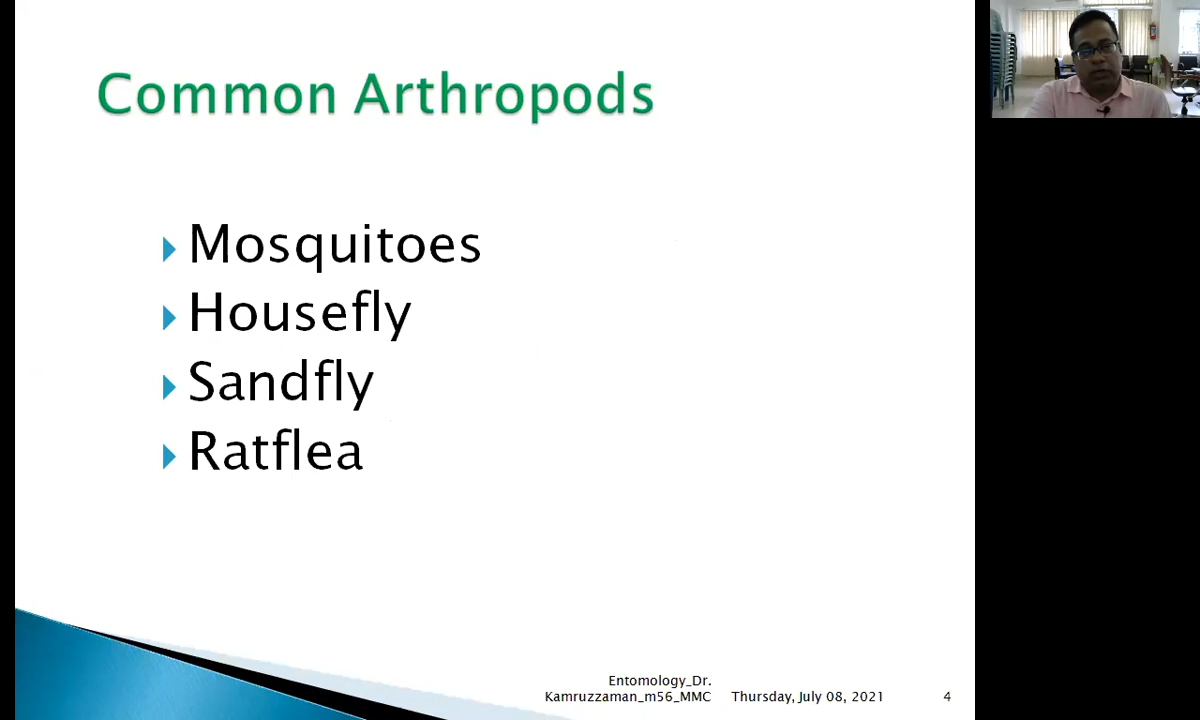 Common Arthropods
Mosquitoes
Housefly
Sandfly
Ratflea
Entomology_Dr.
Kamruzzaman_m56_MMC Thursday, July 08, 2021 4